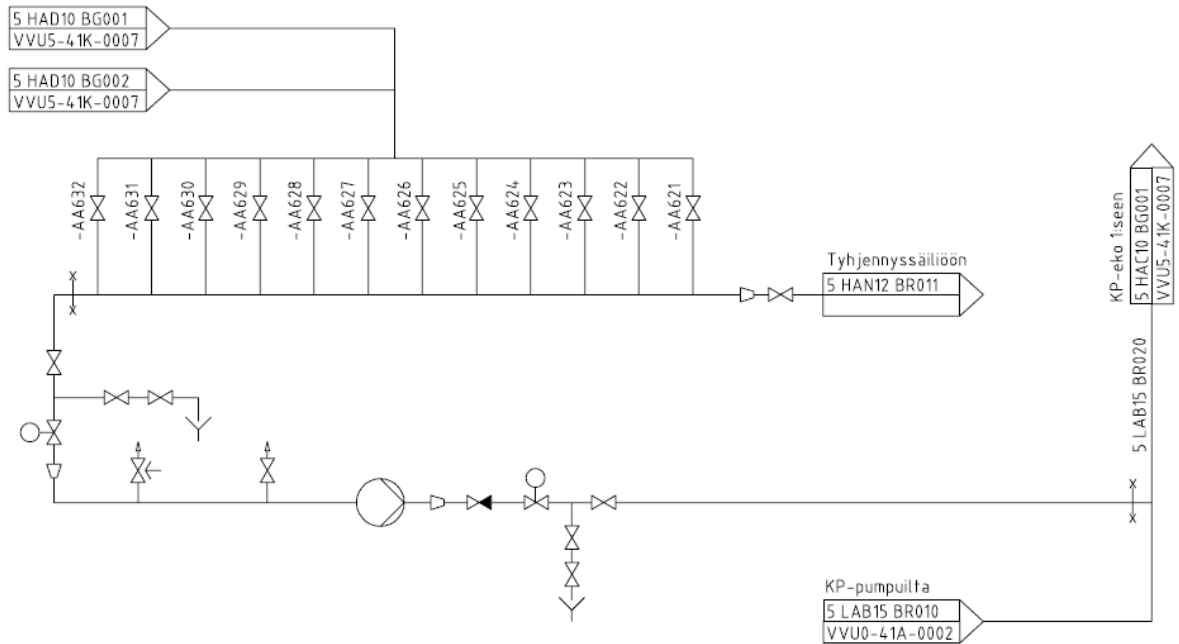 5 HAD10 BG001
VVU5-41K-0007
5 HAD10 BG002
VVU5-41K-0007
-AA632
-AA631
-AA630
-AA629
-AA628
-AA627
-AA626
-AA625
-AA624
-AA623
-AA622
-AA621
Tyhjennyssäiliöön
5 HAN12 BR011
KP-eko 1:seen
5 HAC10 BG001
VVU5-41K-0007
5 LAB15 BR020
KP-pumpuilta
5 LAB15 BR010
VVU0-41A-0002